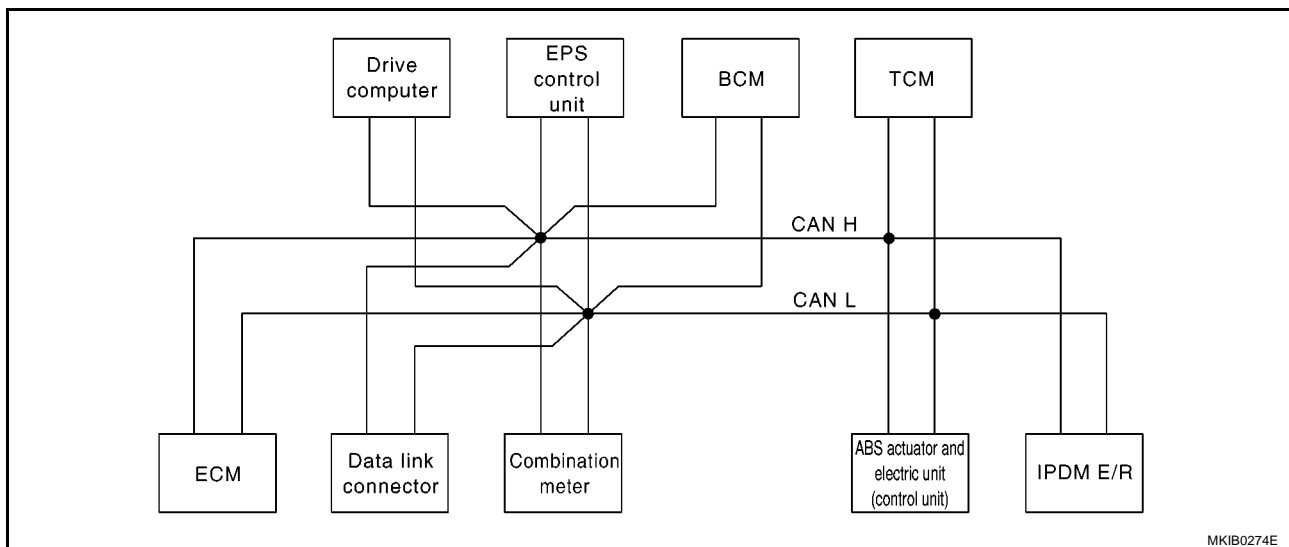 Drive
computer
EPS
control
unit
BCM
TCM
CAN H
CAN L
ECM
Data link
connector
Combination
meter
ABS actuator and
electric unit
(control unit)
IPDM E/R
MKIB0274E